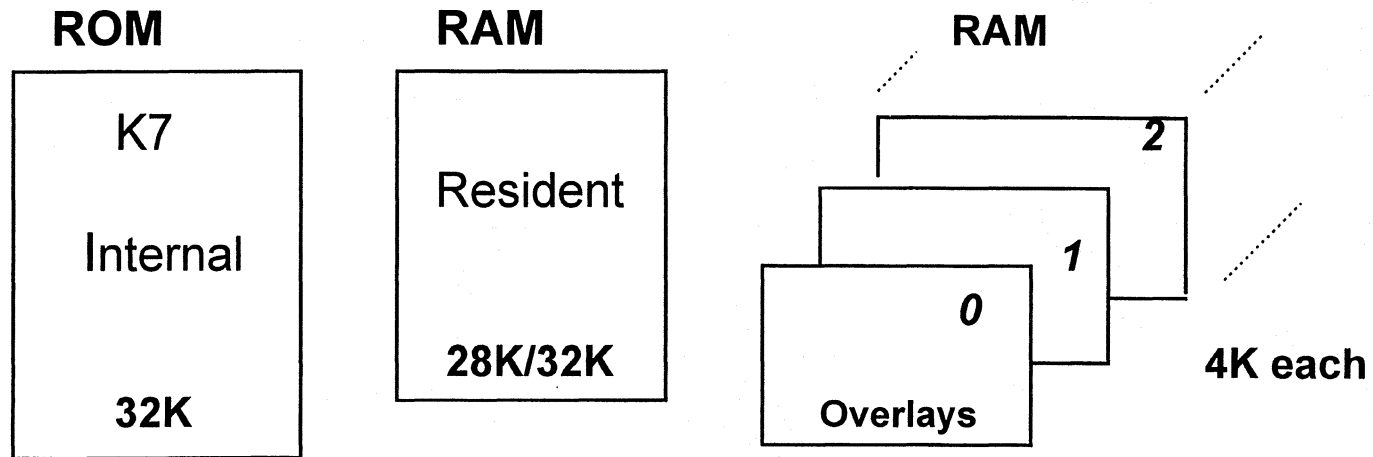 ROM
K7
Internal
32K
RAM
Resident
28K/32K
RAM
2
1
0
Overlays
4K each